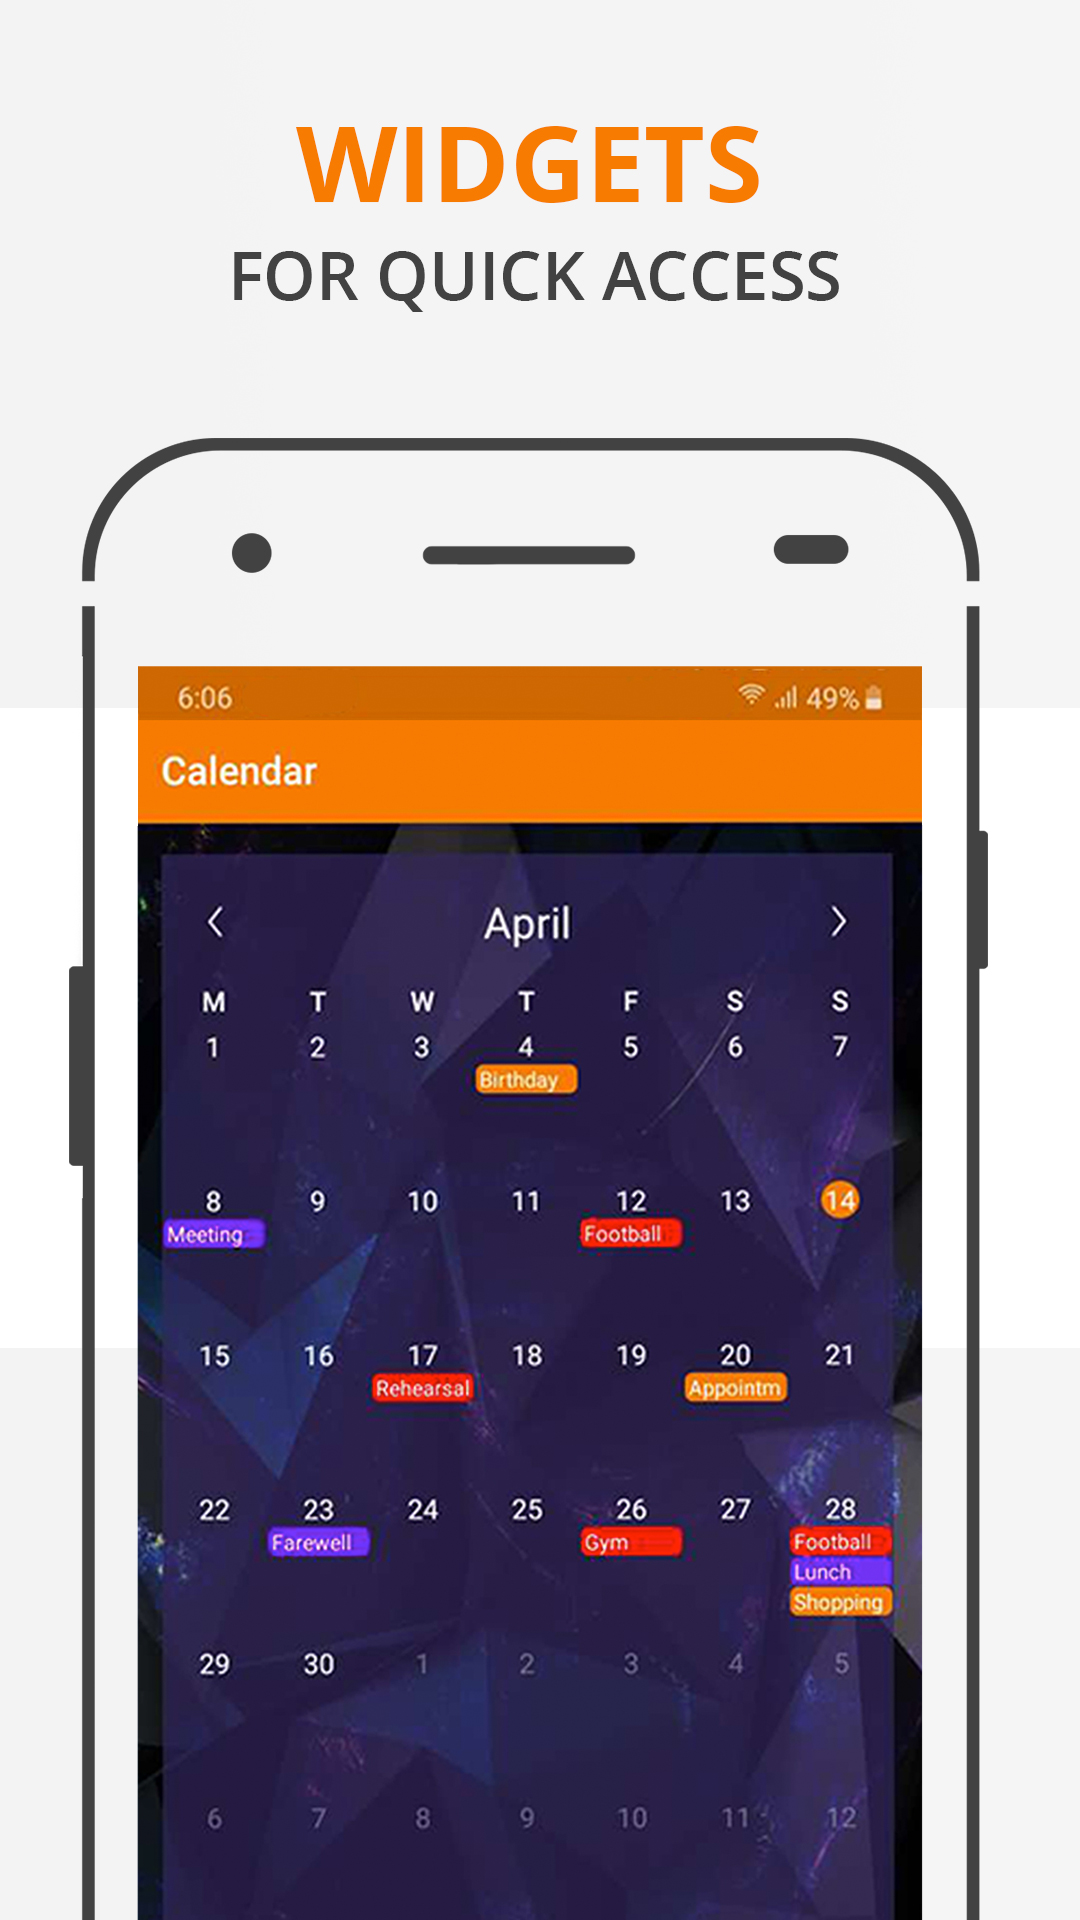 WIDGETS
FOR QUICK ACCESS
6:06 49%
Calendar
April
M T W T F S S
1 2 3 4 5 6 7
Birthday
8 9 10 11 12 13 14
Meeting Football
15 16 17 18 19 20 21
Rehearsal Appointm
22 23 24 25 26 27 28
Farewell Gym Football
Lunch
Shopping
29 30 1 2 3 4 5
6 7 8 9 10 11 12